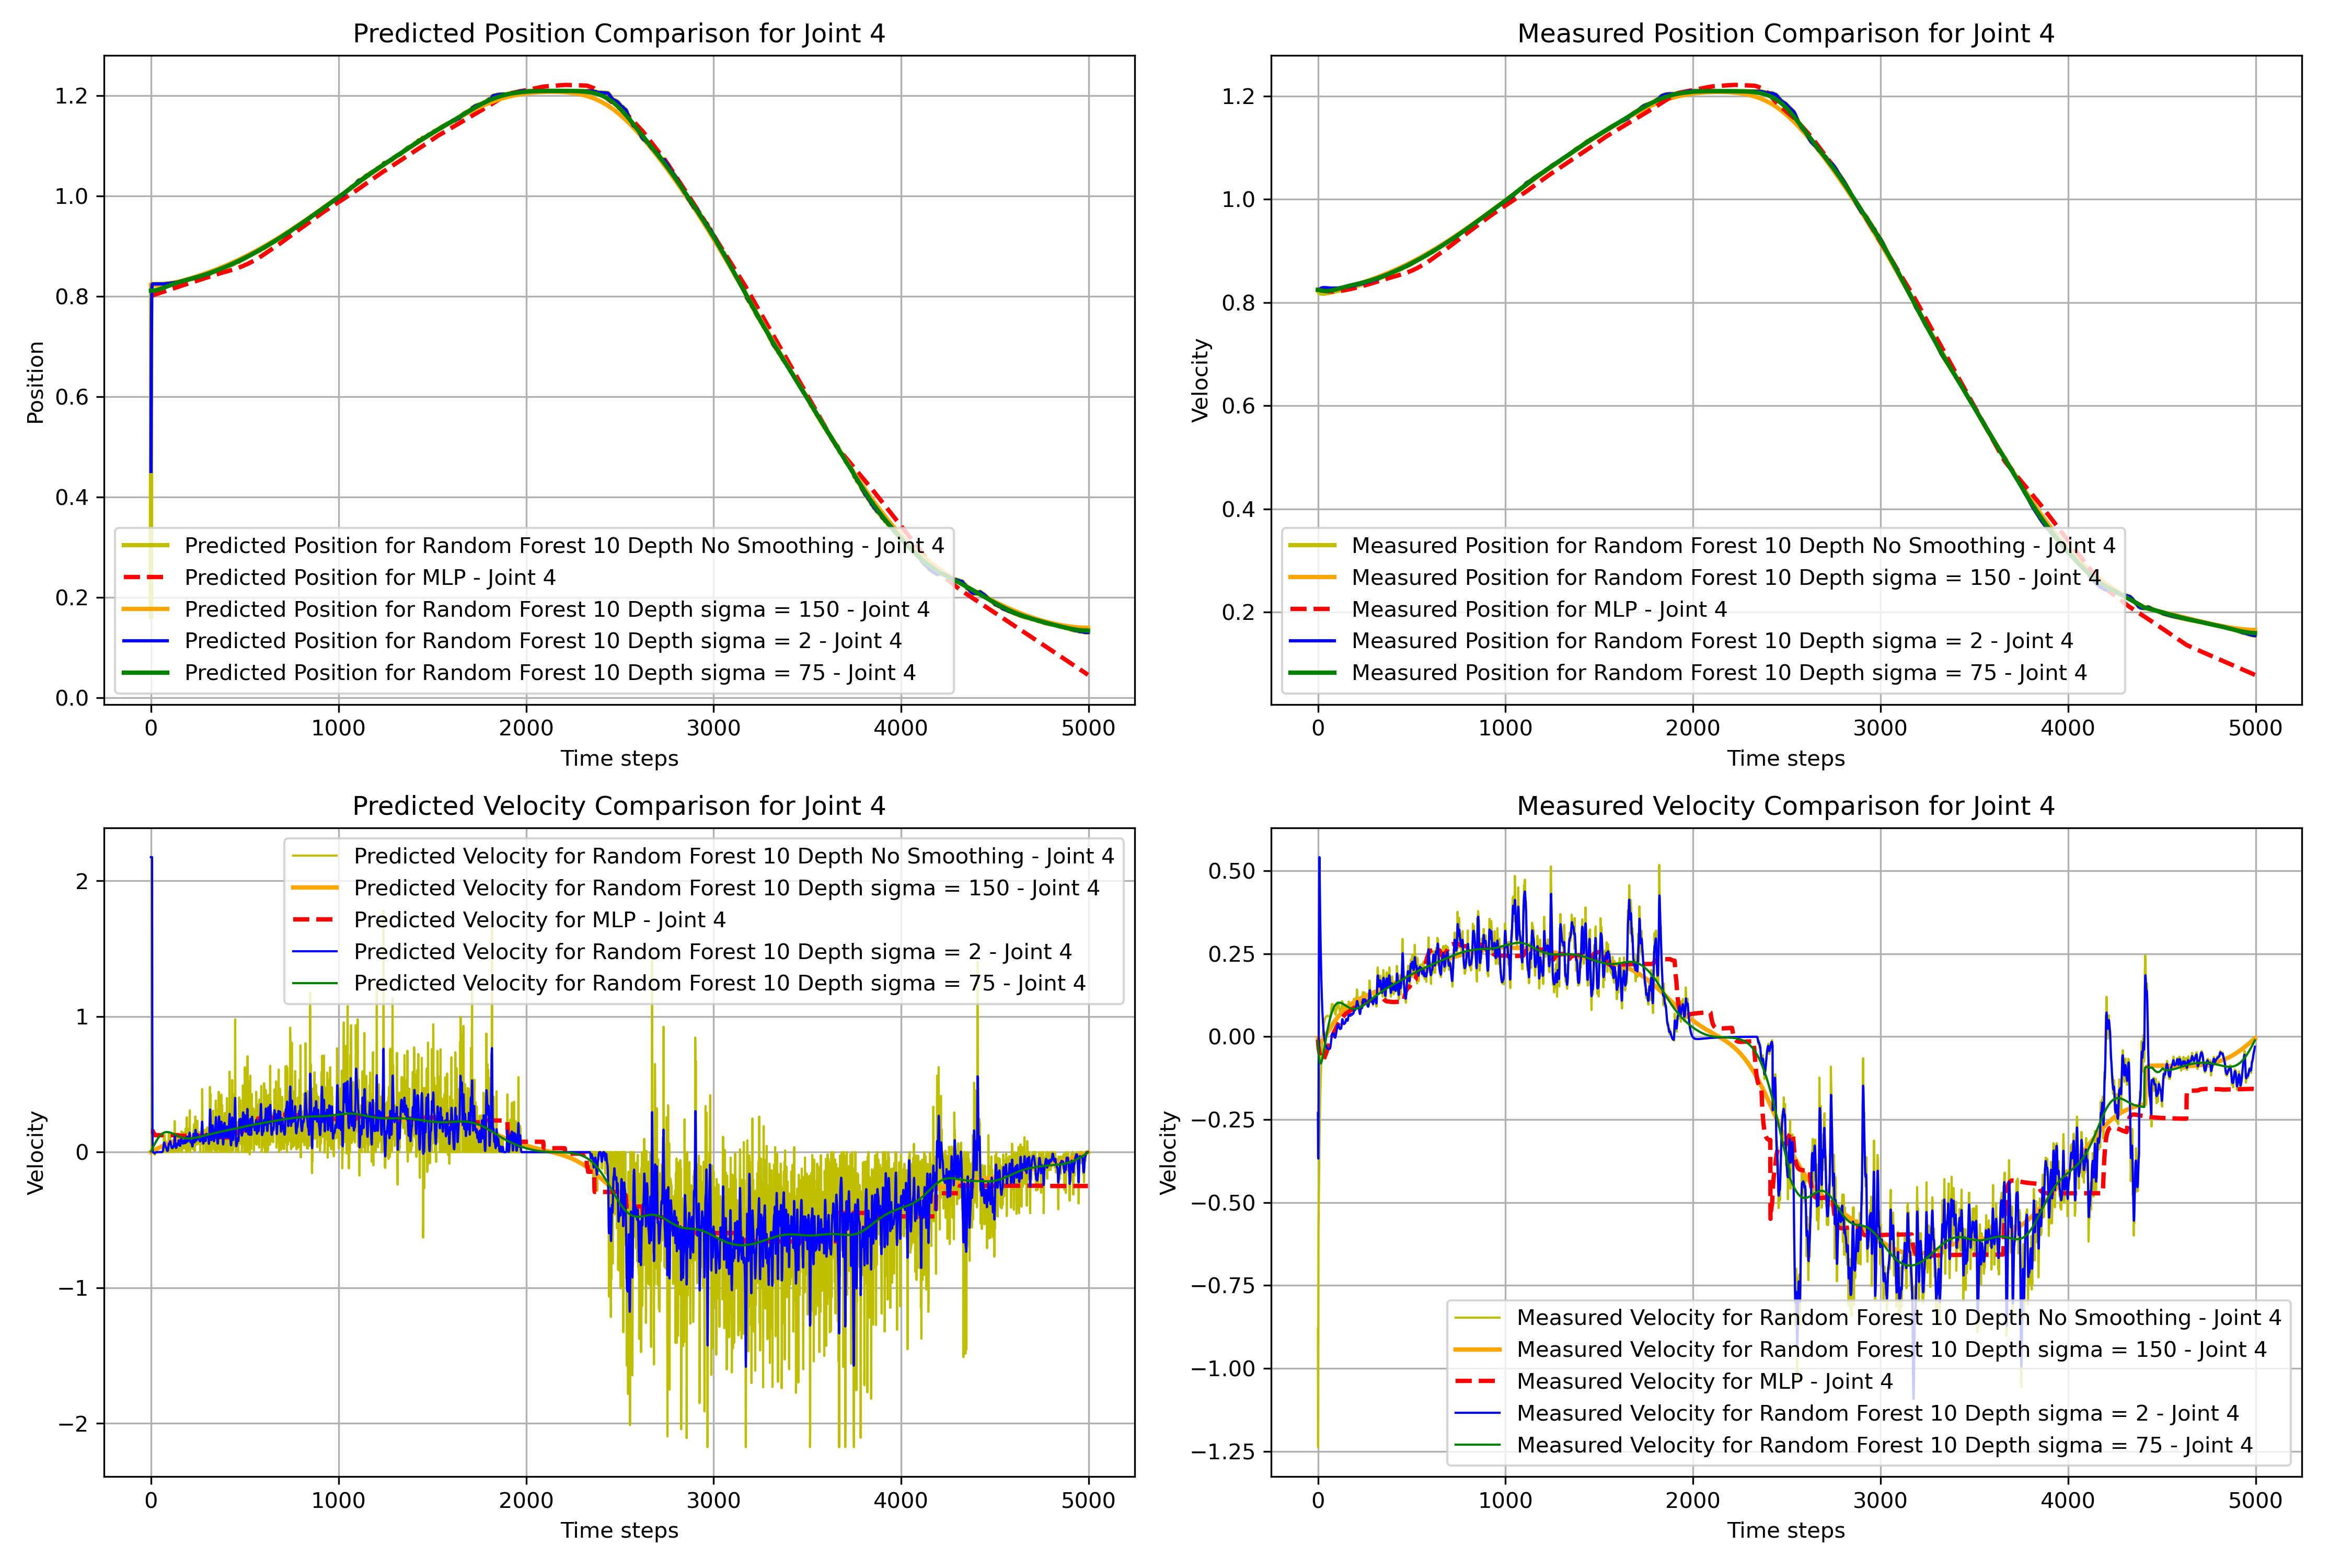 Predicted Position Comparison for Joint 4
Position
1.2
1.0
0.8
0.6
0.4
0.2
0.0
Predicted Position for Random Forest 10 Depth No Smoothing - Joint 4
Predicted Position for MLP - Joint 4
Predicted Position for Random Forest 10 Depth sigma = 150 - Joint 4
Predicted Position for Random Forest 10 Depth sigma = 2 - Joint 4
Predicted Position for Random Forest 10 Depth sigma = 75 - Joint 4
0 1000 2000 3000 4000 5000
Time steps
Measured Position Comparison for Joint 4
Velocity
1.2
1.0
0.8
0.6
0.4
0.2
Measured Position for Random Forest 10 Depth No Smoothing - Joint 4
Measured Position for Random Forest 10 Depth sigma = 150 - Joint 4
Measured Position for MLP - Joint 4
Measured Position for Random Forest 10 Depth sigma = 2 - Joint 4
Measured Position for Random Forest 10 Depth sigma = 75 - Joint 4
0 1000 2000 3000 4000 5000
Time steps
Predicted Velocity Comparison for Joint 4
Velocity
2
1
0
−1
−2
Predicted Velocity for Random Forest 10 Depth No Smoothing - Joint 4
Predicted Velocity for Random Forest 10 Depth sigma = 150 - Joint 4
Predicted Velocity for MLP - Joint 4
Predicted Velocity for Random Forest 10 Depth sigma = 2 - Joint 4
Predicted Velocity for Random Forest 10 Depth sigma = 75 - Joint 4
0 1000 2000 3000 4000 5000
Time steps
Measured Velocity Comparison for Joint 4
Velocity
0.50
0.25
0.00
−0.25
−0.50
−0.75
−1.00
−1.25
Measured Velocity for Random Forest 10 Depth No Smoothing - Joint 4
Measured Velocity for Random Forest 10 Depth sigma = 150 - Joint 4
Measured Velocity for MLP - Joint 4
Measured Velocity for Random Forest 10 Depth sigma = 2 - Joint 4
Measured Velocity for Random Forest 10 Depth sigma = 75 - Joint 4
0 1000 2000 3000 4000 5000
Time steps